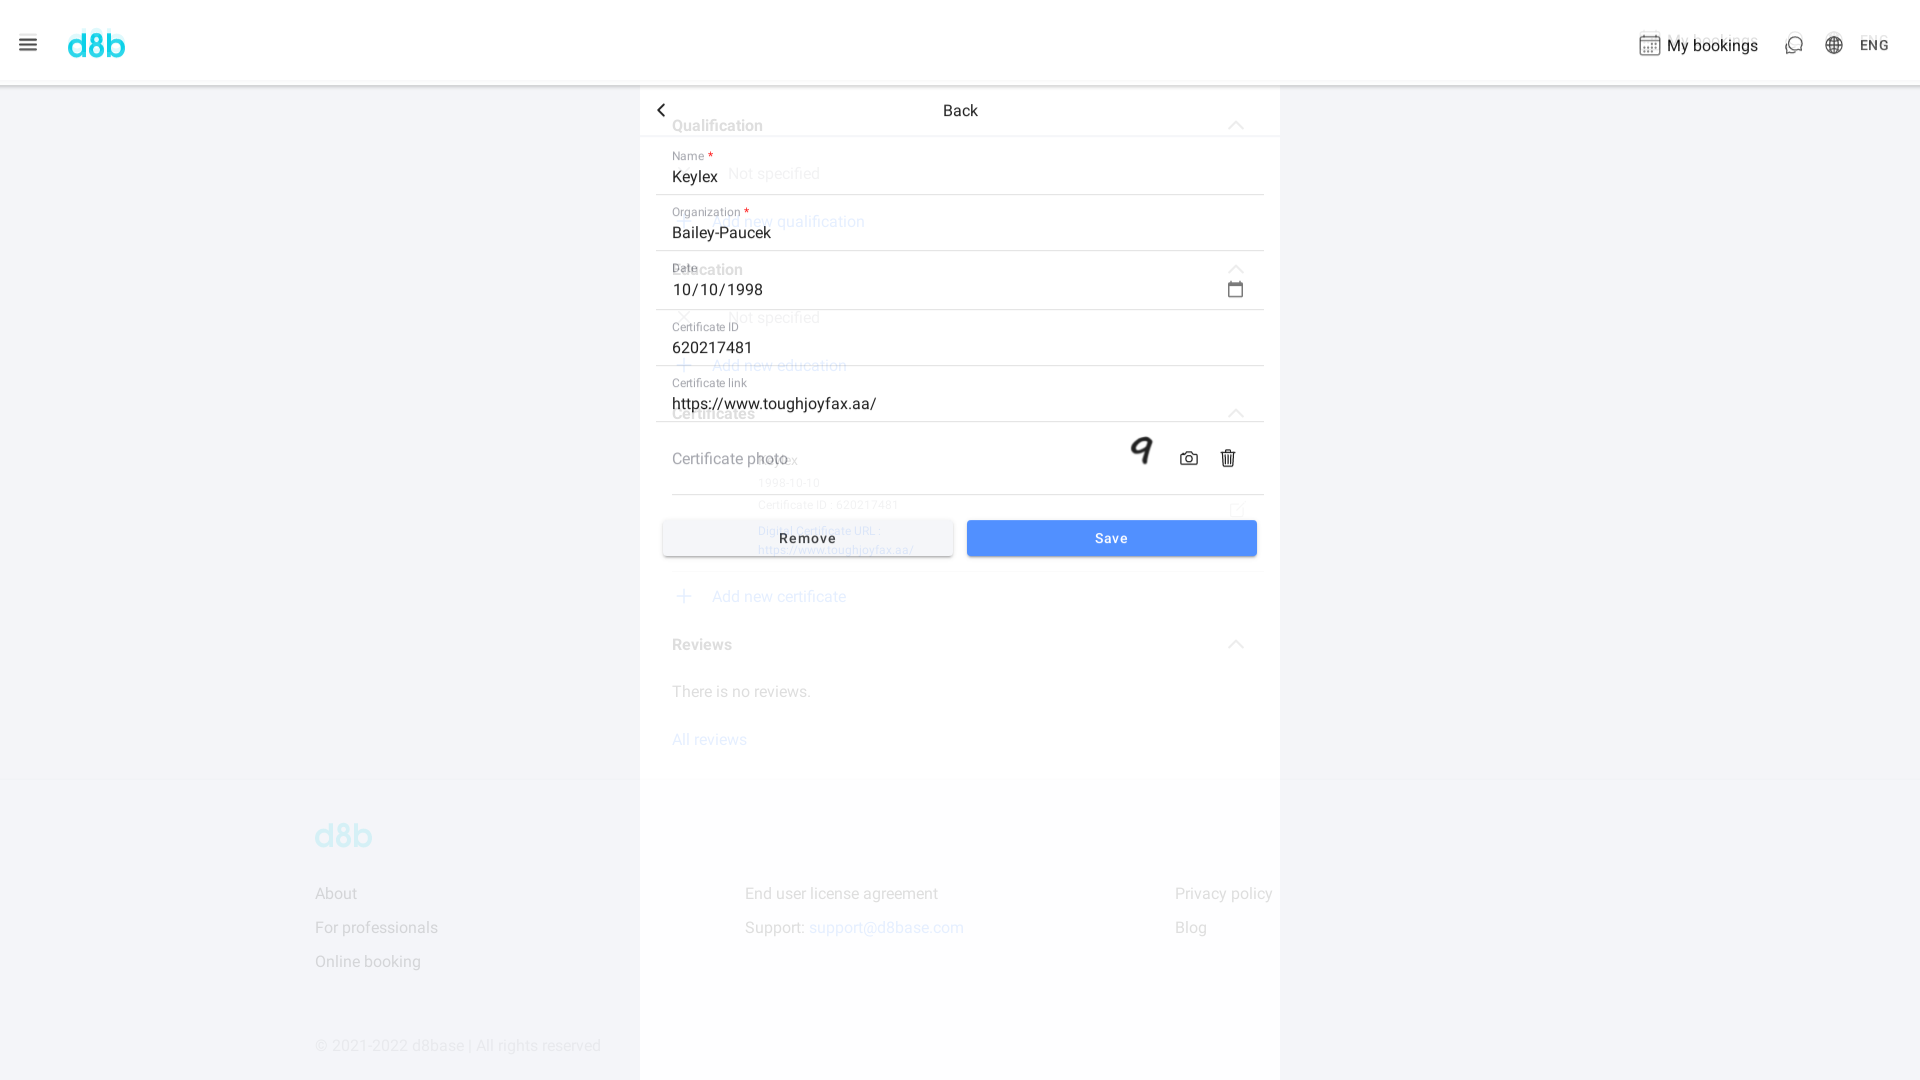 d8b
My bookings
ENG
Back
Qualification
Name *
Keylex
Not specified
Organization *
Add new qualification
Bailey-Paucek
Date
Education
10/10/1998
Not specified
Certificate ID
620217481
Add new education
Certificate link
https://www.toughjoyfax.aa/
Certificates
9
Certificate photo
Keylex
1998-10-10
Certificate ID : 620217481
Digital Certificate URL :
Remove
Save
https://www.toughjoyfax.aa/
Add new certificate
Reviews
There is no reviews.
All reviews
d8b
About
End user license agreement
Privacy policy
For professionals
Support: support@d8base.com
Blog
Online booking
© 2021-2022 d8base | All rights reserved